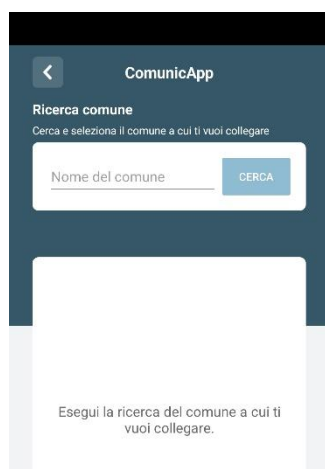 ComunicApp
Ricerca comune
Cerca e seleziona il comune a cui ti vuoi collegare
Nome del comune
CERCA
Esegui la ricerca del comune a cui ti
vuoi collegare.